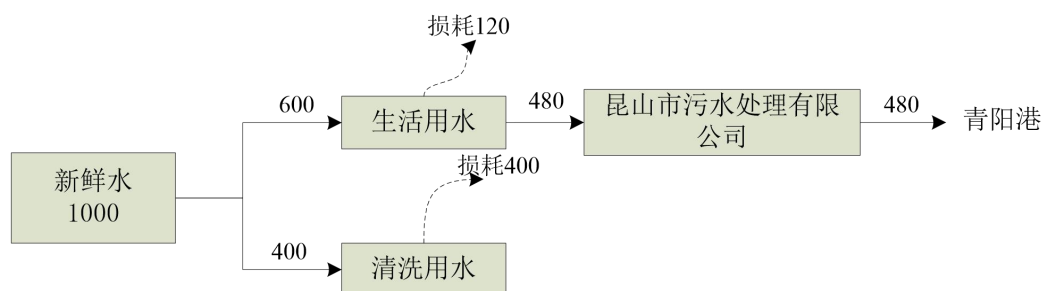 损耗120
600
生活用水
480
昆山市污水处理有限
公司
480
青阳港
新鲜水
1000
损耗400
400
清洗用水